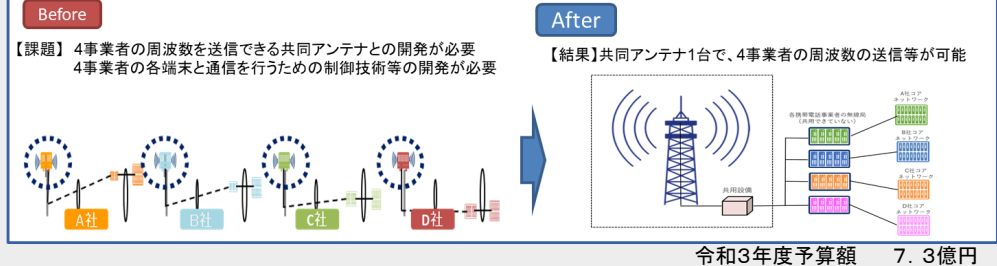 Before
【課題】 4事業者の周波数を送信できる共同アンテナとの開発が必要
4事業者の各端末と通信を行うための制御技術等の開発が必要
A社
B社
C社
D社
After
【結果】共同アンテナ1台で、4事業者の周波数の送信等が可能
各携帯電話事業者の無線局
(共用できていない)
共用設備
A社コア
ネットワーク
B社コア
ネットワーク
C社コア
ネットワーク
D社コア
ネットワーク
令和3年度予算額 7.3億円